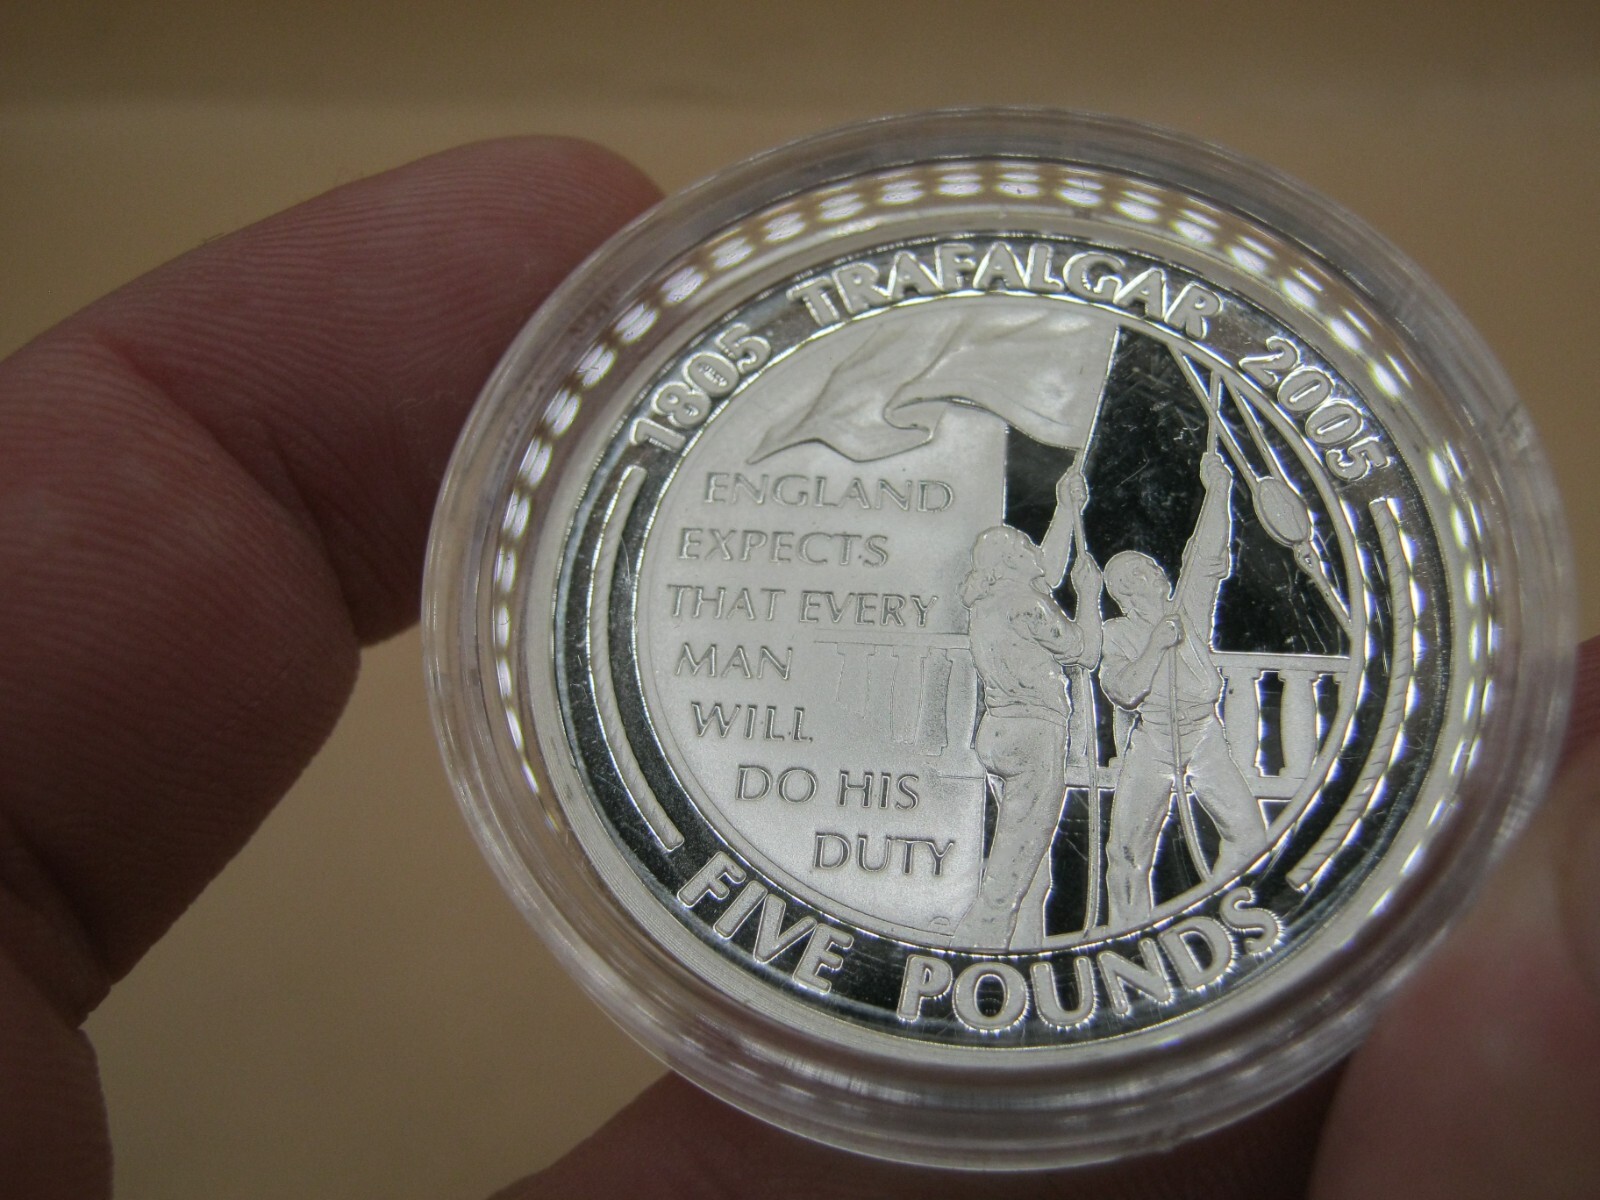 1805 TRAFALGAR 2005
ENGLAND
EXPECTS
THAT EVERY
MAN
WILL
DO HIS
DUTY
FIVE POUNDS